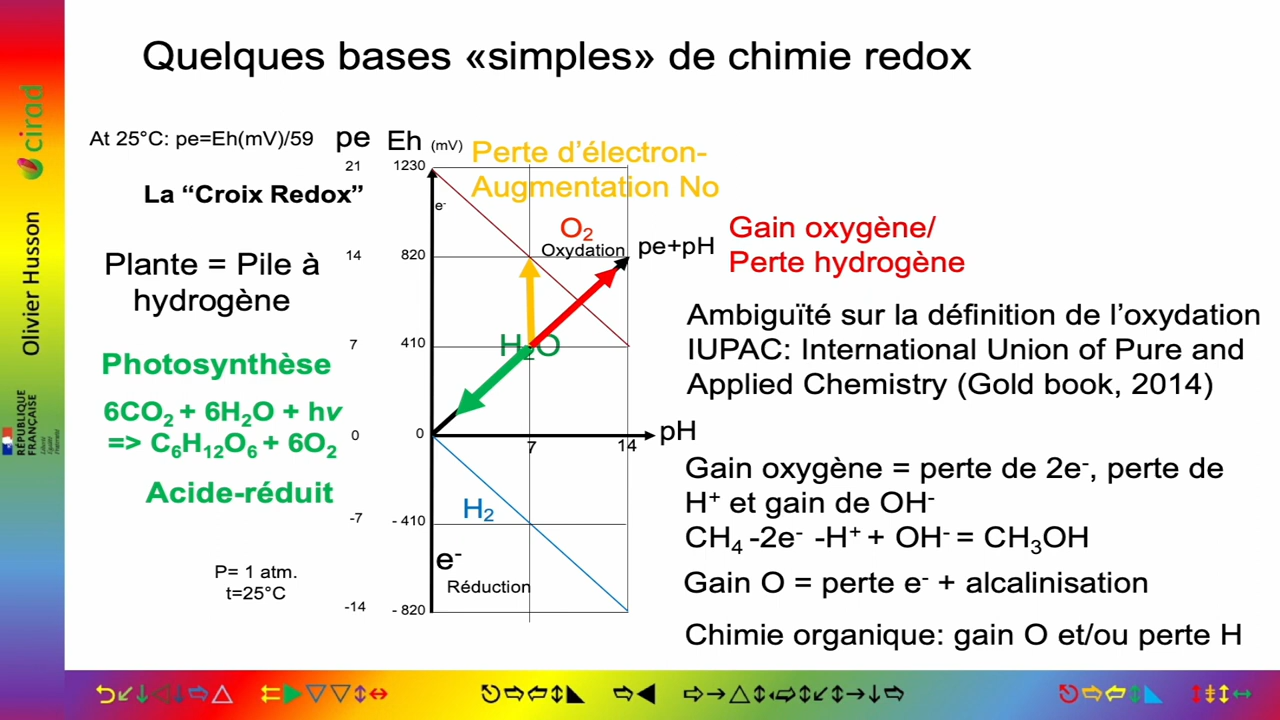 Quelques bases «simples» de chimie redox
cirad
Olivier Husson
RÉPUBLIQUE
FRANÇAISE
Liberté
Égalité
Fraternité
At 25°C: pe=Eh(mV)/59
La “Croix Redox”
Plante = Pile à
hydrogène
Photosynthèse
6CO₂ + 6H₂O + hν
=> C₆H₁₂O₆ + 6O₂
Acide-réduit
P= 1 atm.
t=25°C
pe
21
14
7
0
-7
-14
Eh (mV)
1230
820
410
0
- 410
- 820
Perte d’électron-
Augmentation No
e⁻
O₂
Oxydation
pe+pH
H₂O
pH
7
14
H₂
e⁻
Réduction
Gain oxygène/
Perte hydrogène
Ambiguïté sur la définition de l’oxydation
IUPAC: International Union of Pure and
Applied Chemistry (Gold book, 2014)
Gain oxygène = perte de 2e⁻, perte de
H⁺ et gain de OH⁻
CH₄ -2e⁻ -H⁺ + OH⁻ = CH₃OH
Gain O = perte e⁻ + alcalinisation
Chimie organique: gain O et/ou perte H